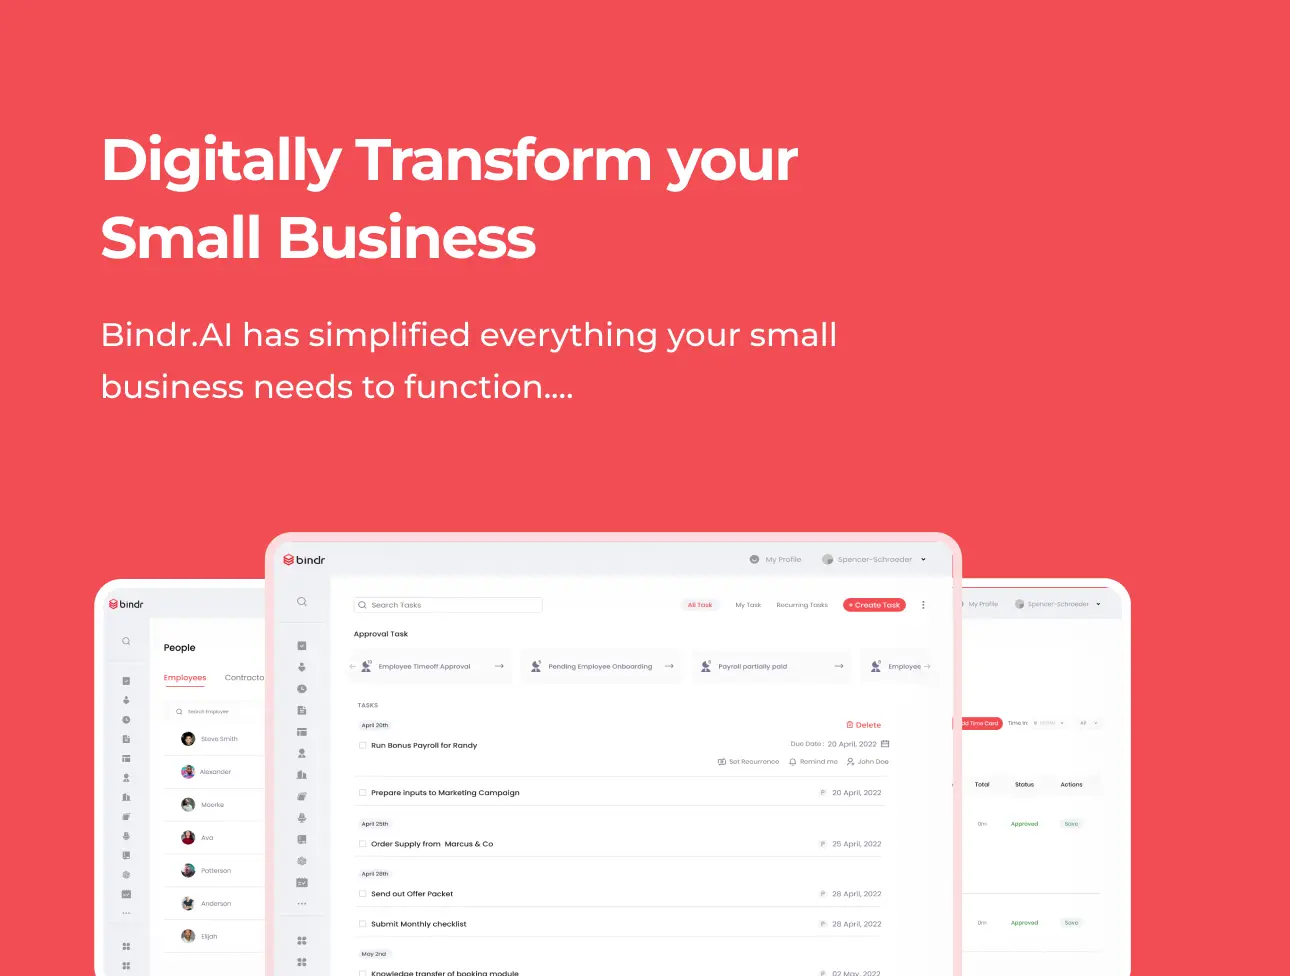 Digitally Transform your
Small Business
Bindr.AI has simplified everything your small
business needs to function....
bindr
People
Employees Contracto
Search Employee
Steve Smith
Alexander
Moorke
Ava
Patterson
Anderson
Elijah
bindr
My Profile Spencer-Schroeder
Search Tasks
All Task My Task Recurring Tasks + Create Task
Approval Task
Employee Timeoff Approval
Pending Employee Onboarding
Payroll partially paid
Employee
TASKS
April 20th
Delete
Run Bonus Payroll for Randy
Due Date : 20 April, 2022
Set Recurrence Remind me John Doe
Prepare inputs to Marketing Campaign P 20 April, 2022
April 25th
Order Supply from Marcus & Co P 25 April, 2022
April 28th
Send out Offer Packet P 28 April, 2022
Submit Monthly checklist P 28 April, 2022
May 2nd
Knowledge transfer of booking module P 02 May, 2022
My Profile Spencer-Schroeder
dd Time Card Time In: All
Total Status Actions
0m Approved Save
0m Approved Save